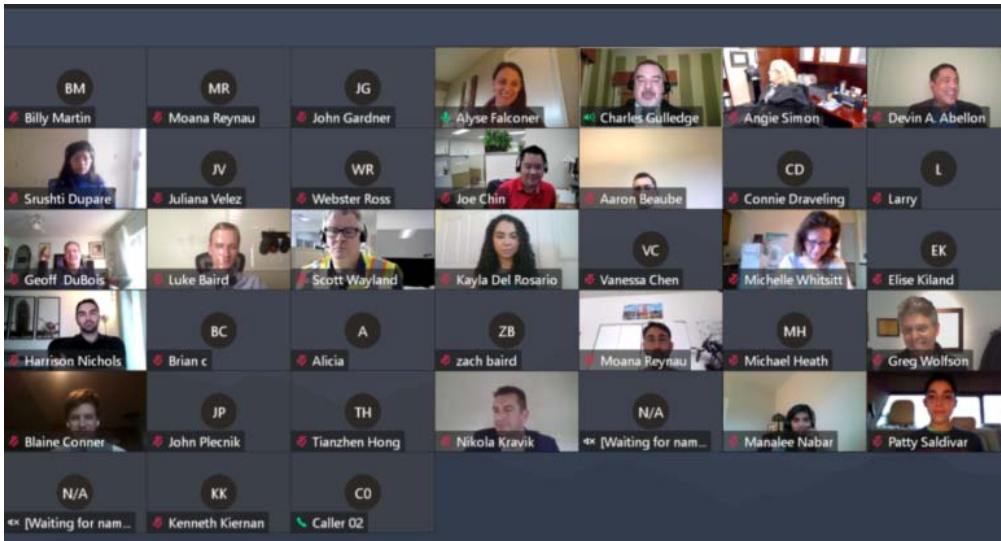 BM
Billy Martin
MR
Moana Reynau
JG
John Gardner
Alyse Falconer
Charles Gulledge
Angie Simon
Devin A. Abellon
Srushti Dupare
JV
Juliana Velez
WR
Webster Ross
Joe Chin
Aaron Beaube
CD
Connie Draveling
L
Larry
Geoff DuBois
Luke Baird
Scott Wayland
Kayla Del Rosario
VC
Vanessa Chen
Michelle Whitsitt
EK
Elise Kiland
Harrison Nichols
BC
Brian c
A
Alicia
ZB
zach baird
Moana Reynau
MH
Michael Heath
Greg Wolfson
Blaine Conner
JP
John Plecnik
TH
Tianzhen Hong
Nikola Kravik
N/A
[Waiting for nam...
Manalee Nabar
Patty Saldivar
N/A
[Waiting for nam...
KK
Kenneth Kiernan
C0
Caller 02